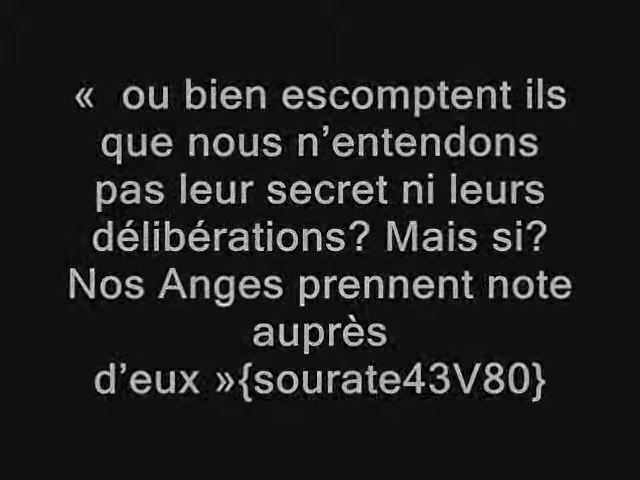 «  ou bien escomptent ils
que nous n’entendons
pas leur secret ni leurs
délibérations? Mais si?
Nos Anges prennent note
auprès
d’eux »{sourate43V80}